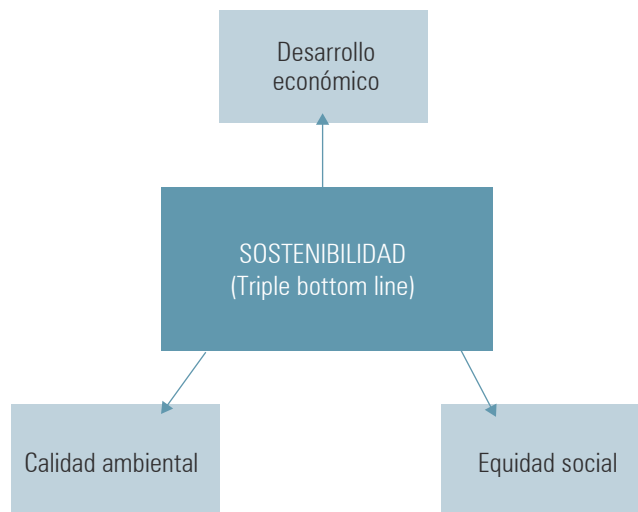 Desarrollo
económico
SOSTENIBILIDAD
(Triple bottom line)
Calidad ambiental
Equidad social